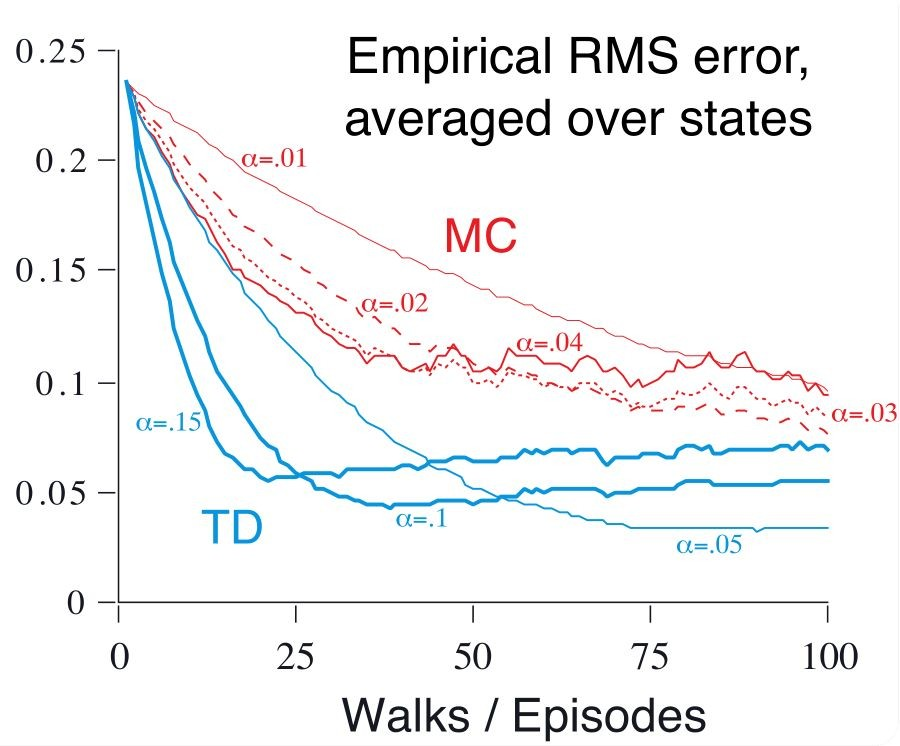 Empirical RMS error,
averaged over states
0.25
0.2
0.15
0.1
0.05
0
α=.01
MC
α=.02
α=.04
α=.03
α=.15
TD
α=.1
α=.05
0 25 50 75 100
Walks / Episodes